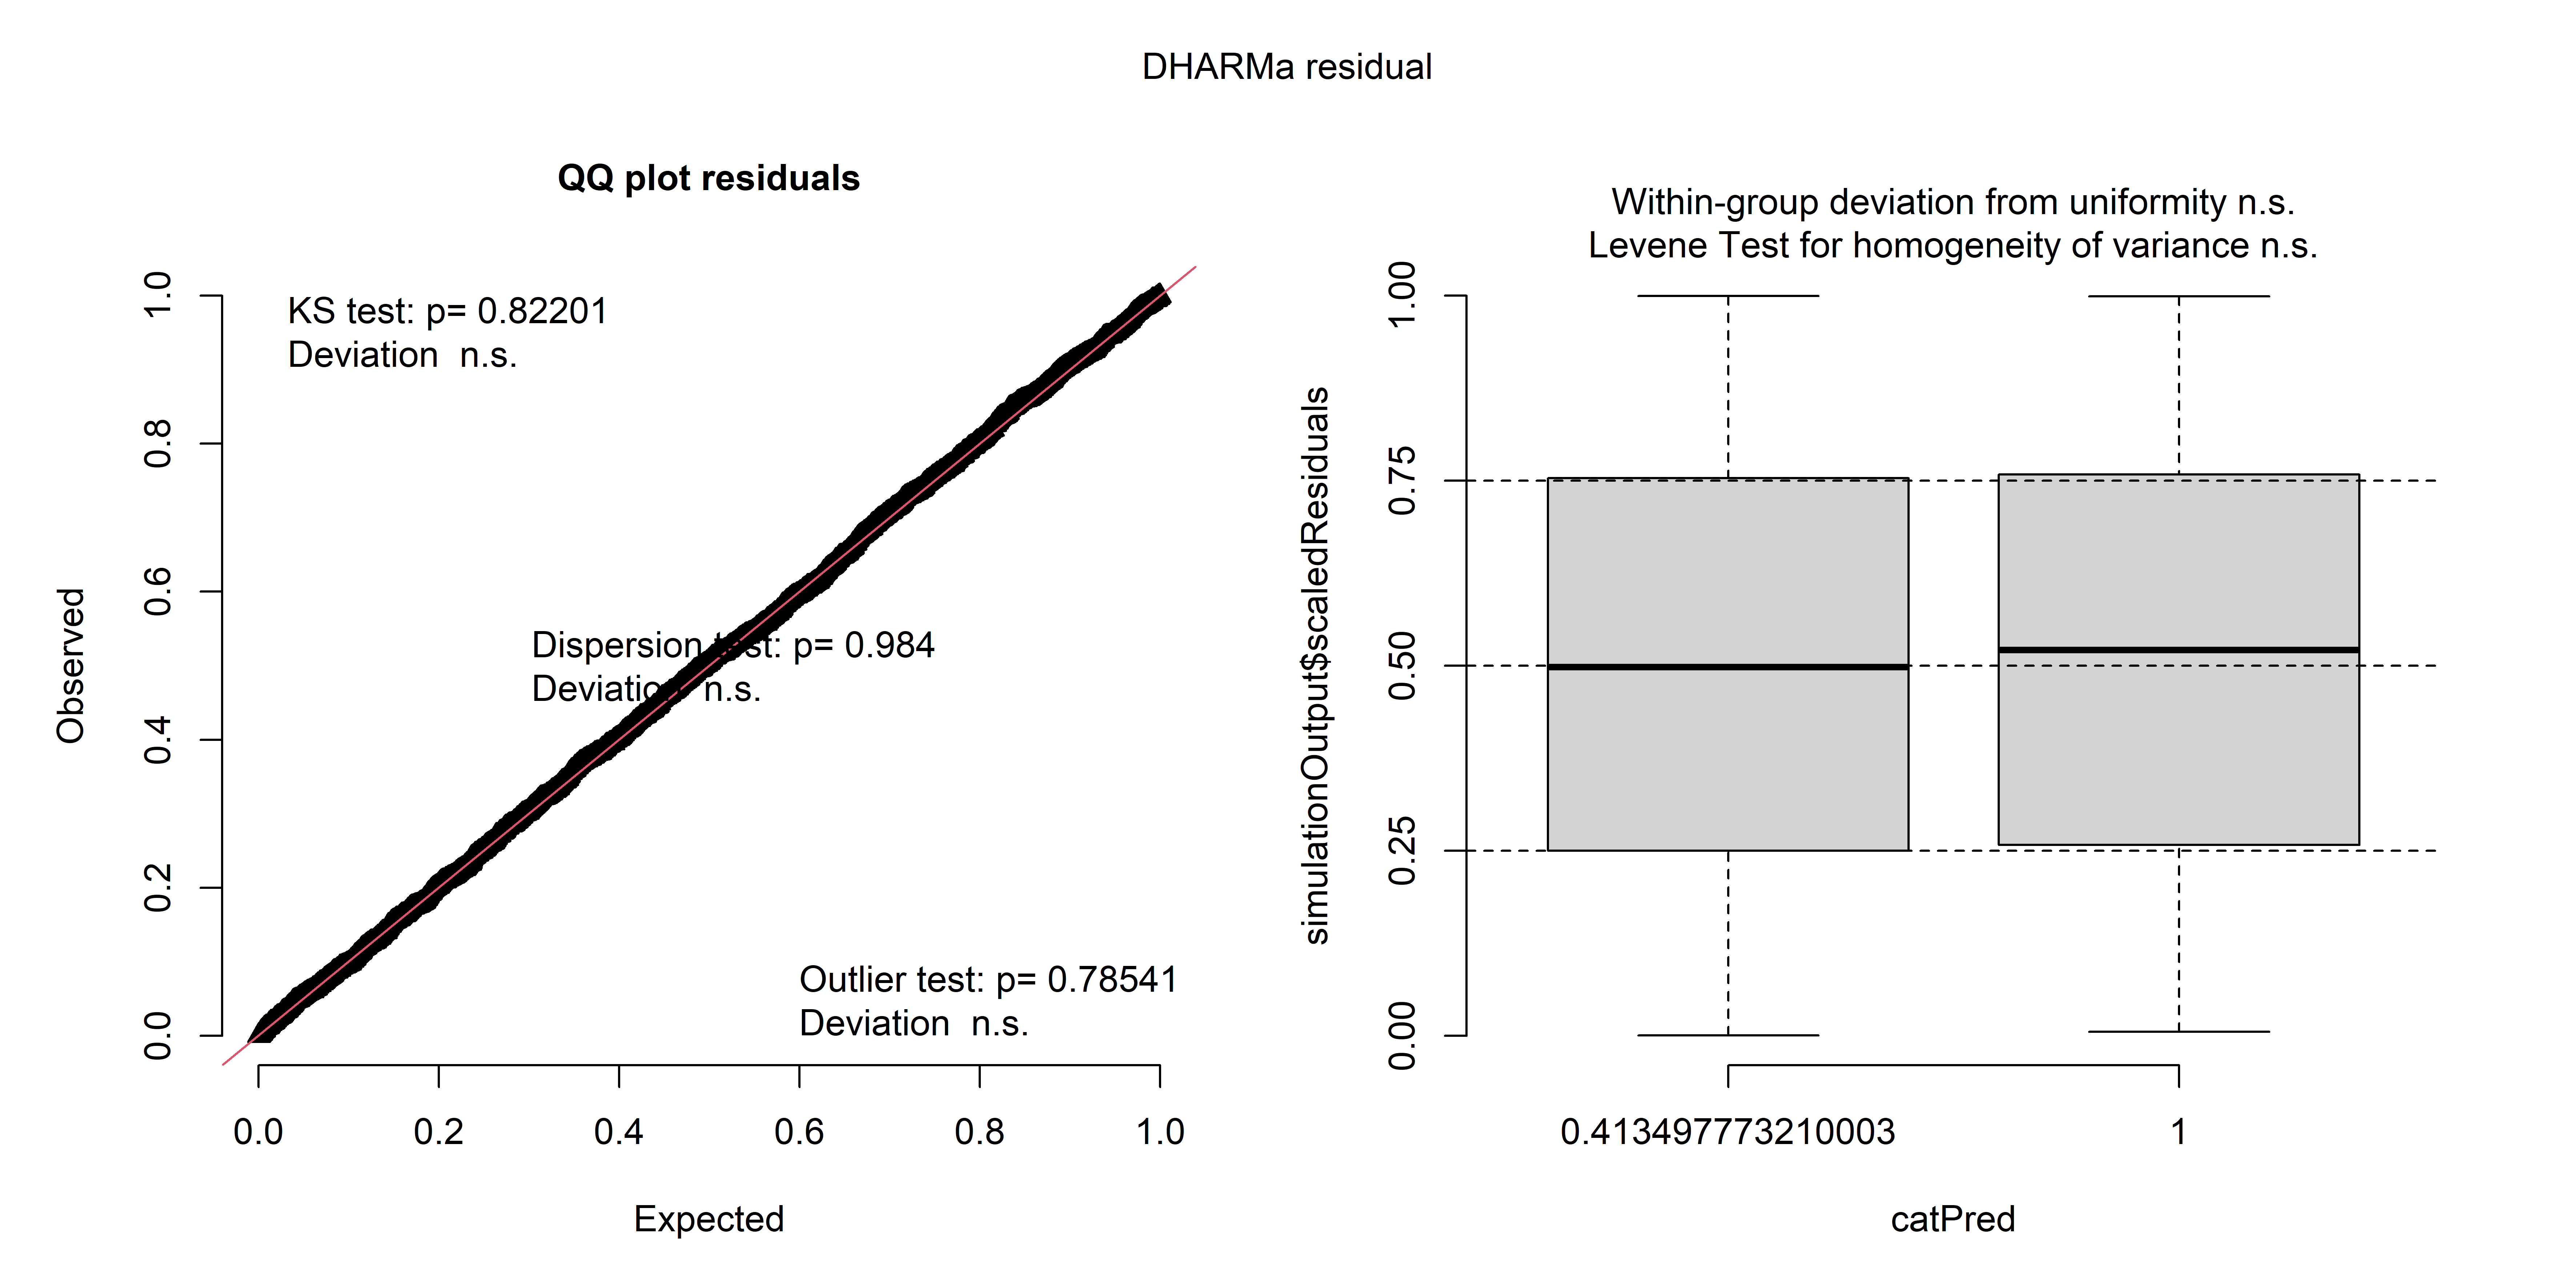 DHARMa residual
QQ plot residuals
KS test: p= 0.82201
Deviation  n.s.
Dispersion test: p= 0.984
Deviation  n.s.
Outlier test: p= 0.78541
Deviation  n.s.
Observed
1.0
0.8
0.6
0.4
0.2
0.0
0.0 0.2 0.4 0.6 0.8 1.0
Expected
Within-group deviation from uniformity n.s.
Levene Test for homogeneity of variance n.s.
simulationOutput$scaledResiduals
1.00
0.75
0.50
0.25
0.00
0.413497773210003 1
catPred